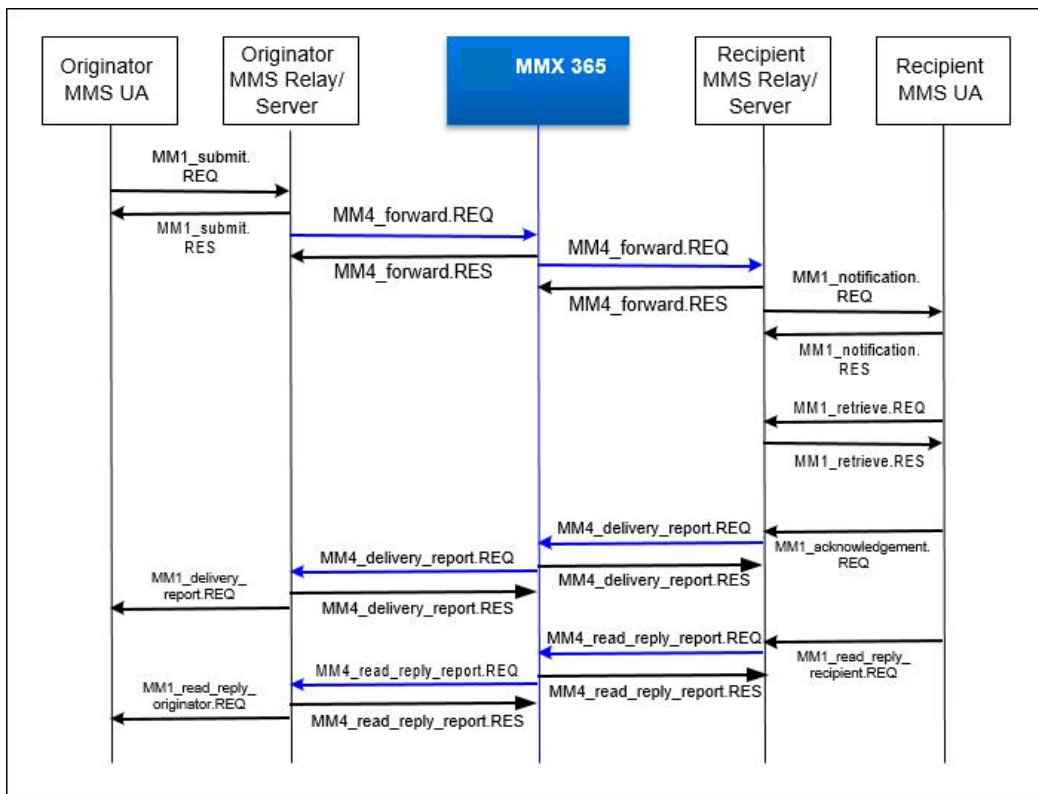 Originator
MMS UA
Originator
MMS Relay/
Server
MMX 365
Recipient
MMS Relay/
Server
Recipient
MMS UA
MM1_submit.
REQ
MM1_submit.
RES
MM4_forward.REQ
MM4_forward.RES
MM4_forward.REQ
MM4_forward.RES
MM1_notification.
REQ
MM1_notification.
RES
MM1_retrieve.REQ
MM1_retrieve.RES
MM4_delivery_report.REQ
MM1_acknowledgement.
REQ
MM4_delivery_report.REQ
MM4_delivery_report.RES
MM1_delivery_
report.REQ
MM4_delivery_report.RES
MM4_read_reply_report.REQ
MM1_read_reply_
recipient.REQ
MM4_read_reply_report.REQ
MM4_read_reply_report.RES
MM1_read_reply_
originator.REQ
MM4_read_reply_report.RES